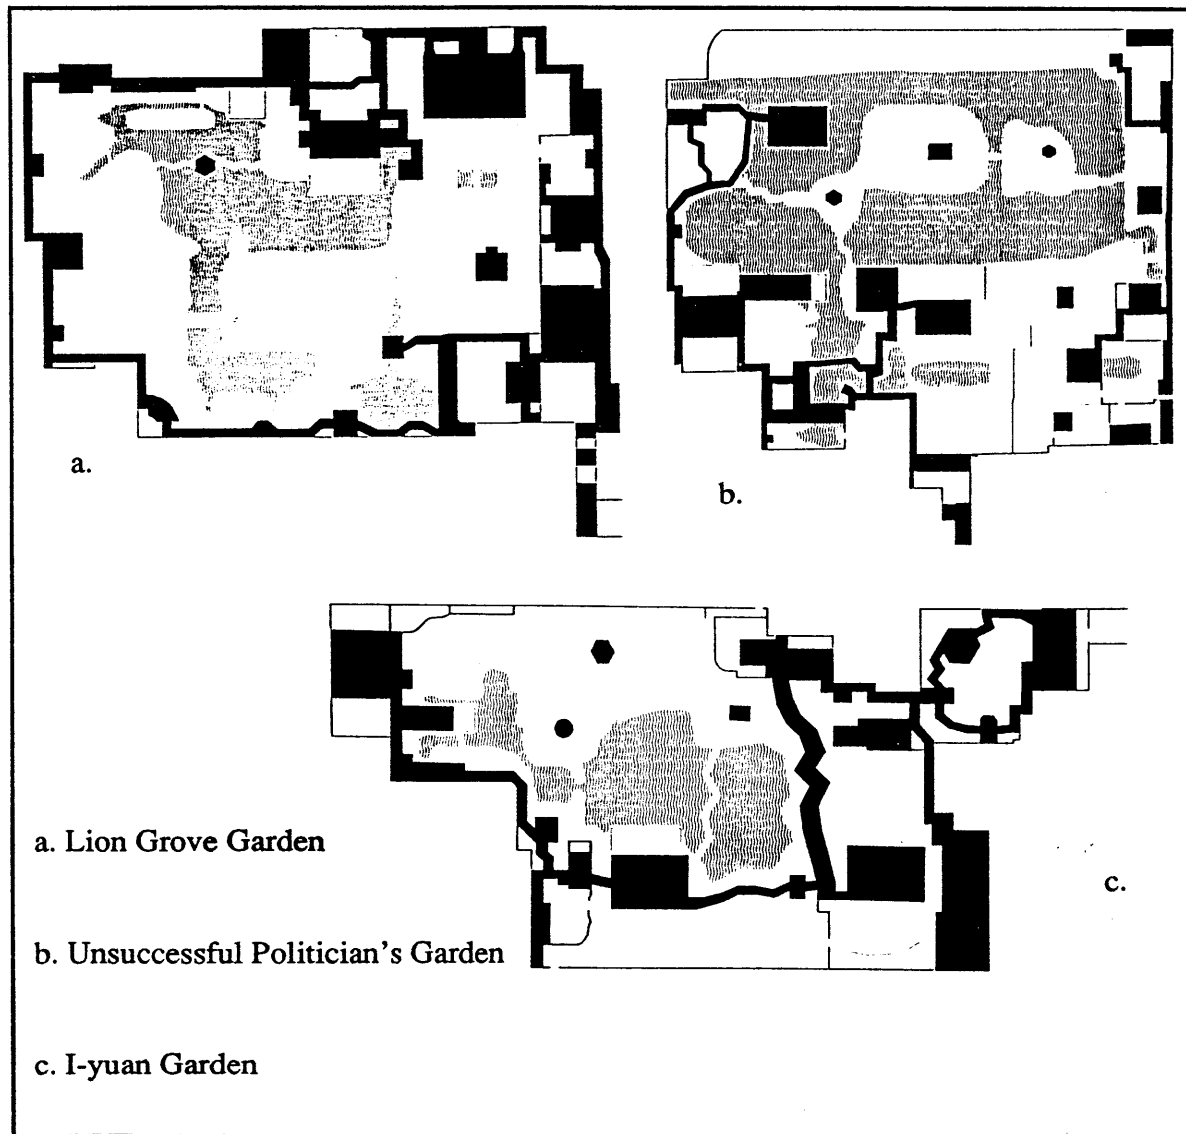 a.
b.
c.
a. Lion Grove Garden
b. Unsuccessful Politician's Garden
c. I-yuan Garden